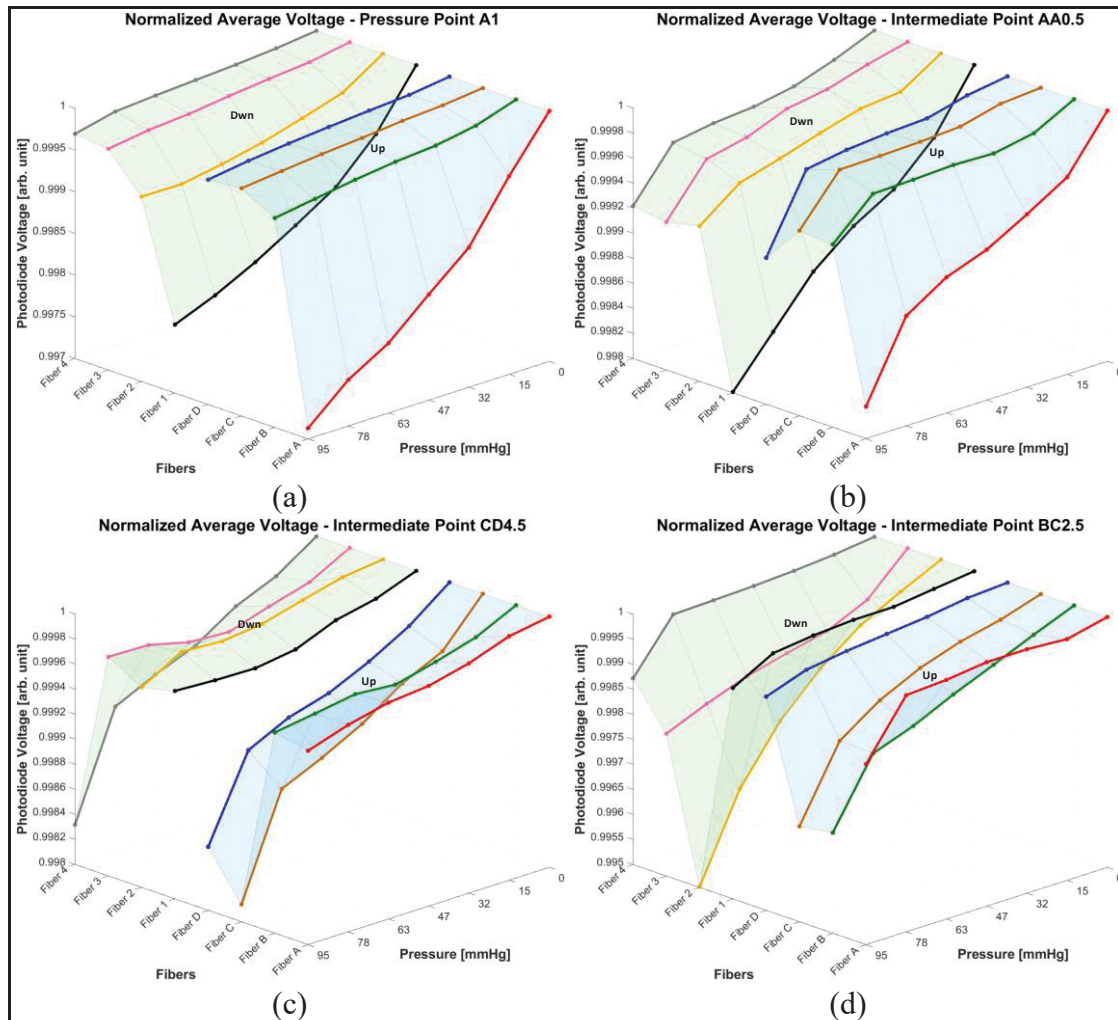 Normalized Average Voltage - Pressure Point A1
Photodiode Voltage [arb. unit]
1
0.9995
0.999
0.9985
0.998
0.9975
0.997
Dwn
Up
Fiber 4
Fiber 3
Fiber 2
Fiber 1
Fiber D
Fiber C
Fiber B
Fiber A
Fibers
95
78
63
47
32
15
0
Pressure [mmHg]
(a)
Normalized Average Voltage - Intermediate Point AA0.5
Photodiode Voltage [arb. unit]
1
0.9998
0.9996
0.9994
0.9992
0.999
0.9988
0.9986
0.9984
0.9982
0.998
Dwn
Up
Fiber 4
Fiber 3
Fiber 2
Fiber 1
Fiber D
Fiber C
Fiber B
Fiber A
Fibers
95
78
63
47
32
15
0
Pressure [mmHg]
(b)
Normalized Average Voltage - Intermediate Point CD4.5
Photodiode Voltage [arb. unit]
1
0.9998
0.9996
0.9994
0.9992
0.999
0.9988
0.9986
0.9984
0.9982
0.998
Dwn
Up
Fiber 4
Fiber 3
Fiber 2
Fiber 1
Fiber D
Fiber C
Fiber B
Fiber A
Fibers
95
78
63
47
32
15
0
Pressure [mmHg]
(c)
Normalized Average Voltage - Intermediate Point BC2.5
Photodiode Voltage [arb. unit]
1
0.9995
0.999
0.9985
0.998
0.9975
0.997
0.9965
0.996
0.9955
0.995
Dwn
Up
Fiber 4
Fiber 3
Fiber 2
Fiber 1
Fiber D
Fiber C
Fiber B
Fiber A
Fibers
95
78
63
47
32
15
0
Pressure [mmHg]
(d)